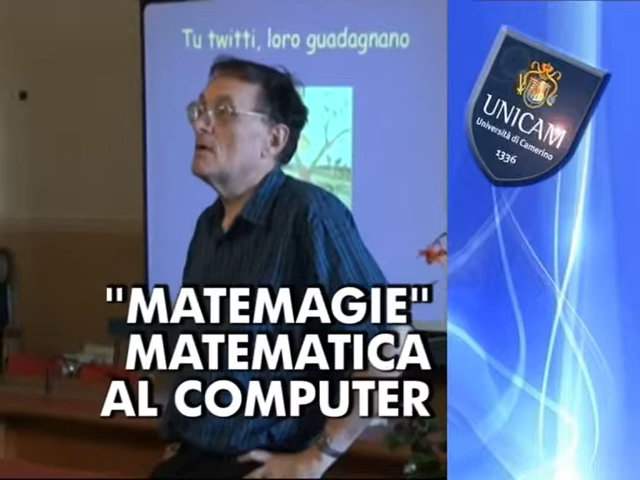 Tu twitti, loro guadagnano
UNICAM
Università di Camerino
1336
"MATEMAGIE"
MATEMATICA
AL COMPUTER